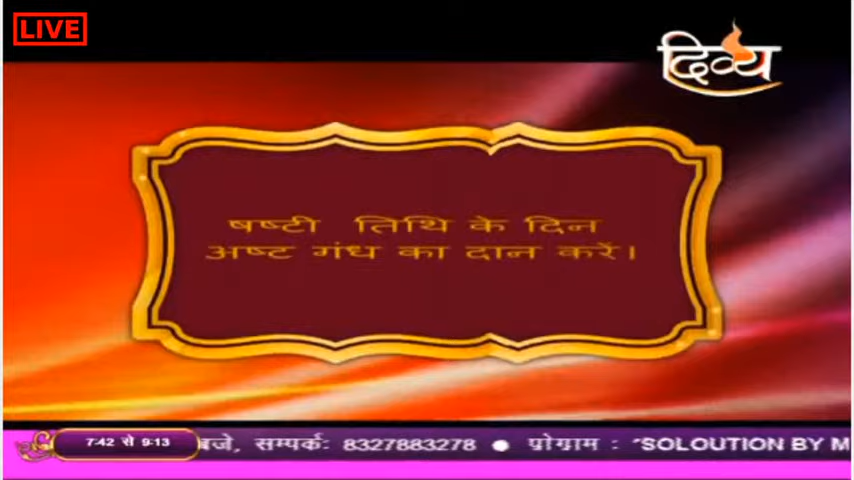 LIVE
दिव्य
षष्टी तिथि के दिन
अष्ट गंध का दान करें।
7:42 से 9:13 बजे, सम्पर्क: 8327883278 ● प्रोग्राम : "SOLOUTION BY M